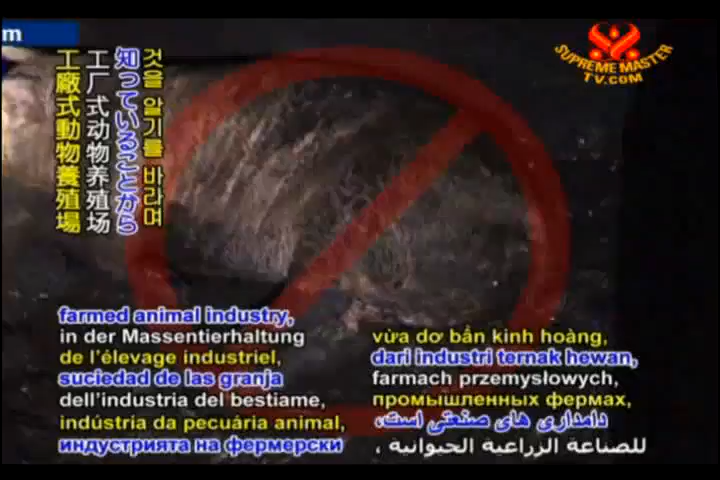 m
SUPREME MASTER
TV.COM
것을 알기를 바라며
知っていることから
工厂式动物养殖场
工廠式動物養殖場
farmed animal industry,
in der Massentierhaltung
de l'élevage industriel,
suciedad de las granja
dell'industria del bestiame,
indústria da pecuária animal,
индустрията на фермерски
vừa dơ bẩn kinh hoàng,
dari industri ternak hewan,
farmach przemysłowych,
промышленных фермах,
دامداری های صنعتی است،
للصناعة الزراعية الحيوانية ،